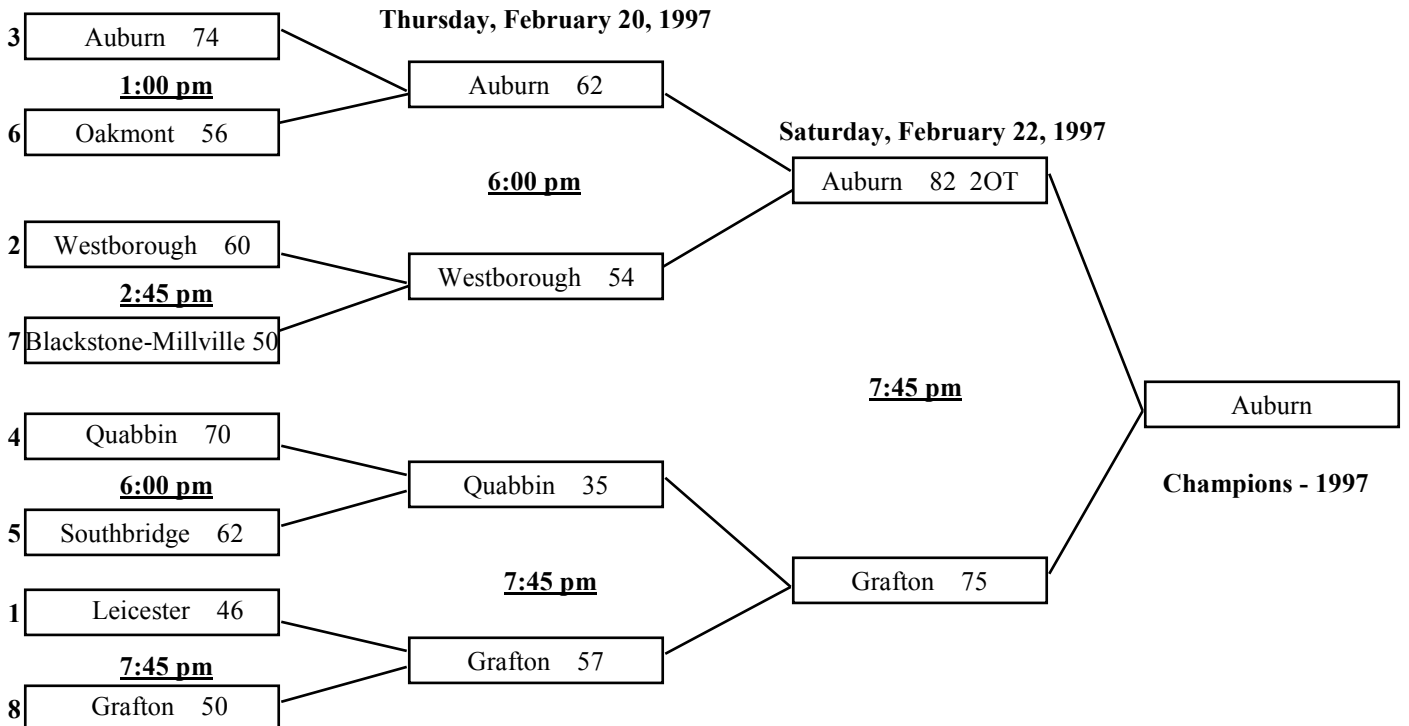 Thursday, February 20, 1997
3 Auburn 74
1:00 pm
6 Oakmont 56
Auburn 62
6:00 pm
2 Westborough 60
2:45 pm
7 Blackstone-Millville 50
Westborough 54
Saturday, February 22, 1997
Auburn 82 2OT
7:45 pm
4 Quabbin 70
6:00 pm
5 Southbridge 62
Quabbin 35
7:45 pm
1 Leicester 46
7:45 pm
8 Grafton 50
Grafton 57
Grafton 75
Auburn
Champions - 1997